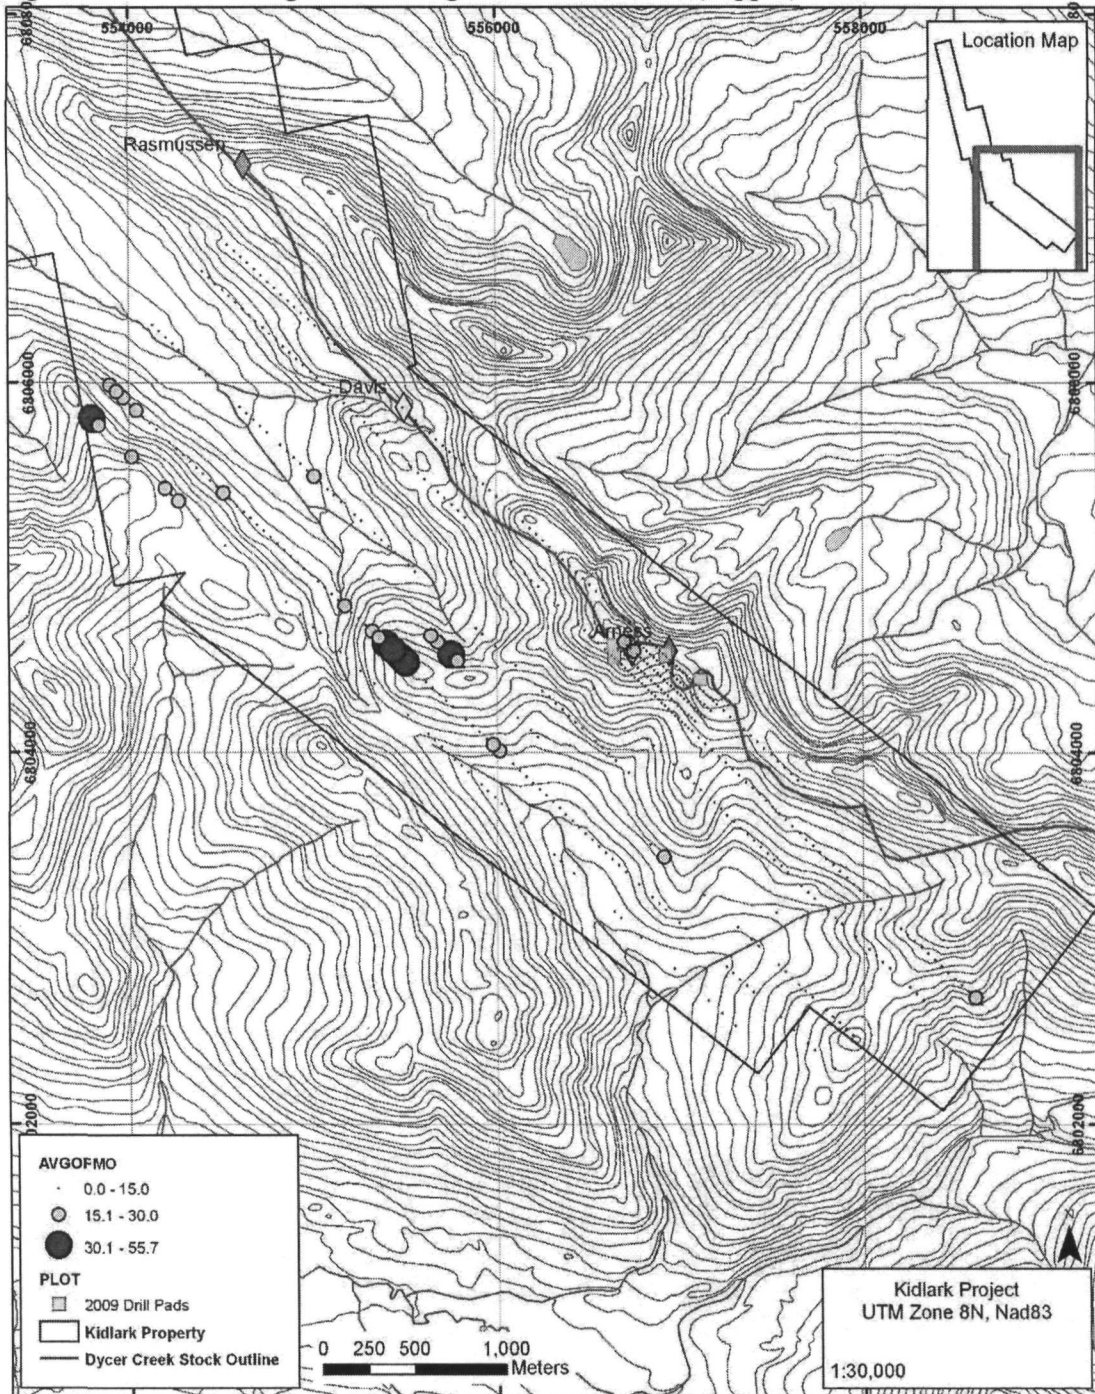 554000
556000
558000
Location Map
Rasmussen
6806000
6806000
Davis
6804000
6804000
6802000
AVGOFMO
0.0 - 15.0
15.1 - 30.0
30.1 - 55.7
PLOT
2009 Drill Pads
Kidlark Property
Dycer Creek Stock Outline
0 250 500 1,000
Meters
Kidlark Project
UTM Zone 8N, Nad83
1:30,000